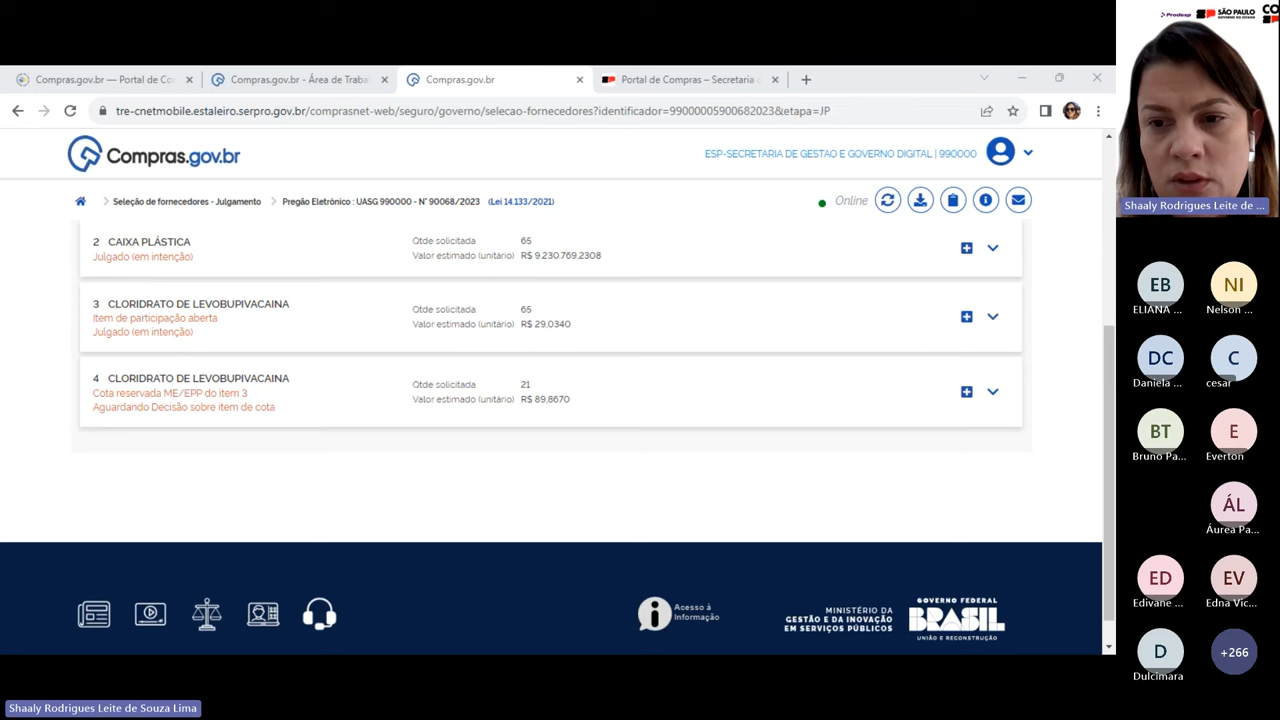 Prodesp
SÃO PAULO
GOVERNO DO ESTADO
CO
Compras.gov.br — Portal de Co
Compras.gov.br - Área de Traba
Compras.gov.br
Portal de Compras – Secretaria
tre-cnetmobile.estaleiro.serpro.gov.br/comprasnet-web/seguro/governo/selecao-fornecedores?identificador=99000005900682023&etapa=JP
Compras.gov.br
ESP-SECRETARIA DE GESTAO E GOVERNO DIGITAL | 990000
Seleção de fornecedores - Julgamento
Pregão Eletrônico : UASG 990000 - N° 90068/2023 (Lei 14.133/2021)
Online
2 CAIXA PLÁSTICA
Julgado (em intenção)
Qtde solicitada 65
Valor estimado (unitário) R$ 9.230.769,2308
3 CLORIDRATO DE LEVOBUPIVACAINA
Item de participação aberta
Julgado (em intenção)
Qtde solicitada 65
Valor estimado (unitário) R$ 29,0340
4 CLORIDRATO DE LEVOBUPIVACAINA
Cota reservada ME/EPP do item 3
Aguardando Decisão sobre item de cota
Qtde solicitada 21
Valor estimado (unitário) R$ 89,8670
Acesso à
Informação
MINISTÉRIO DA
GESTÃO E DA INOVAÇÃO
EM SERVIÇOS PÚBLICOS
GOVERNO FEDERAL
BRASIL
UNIÃO E RECONSTRUÇÃO
Shaaly Rodrigues Leite de ...
EB
ELIANA ...
NI
Nelson ...
DC
Daniela ...
C
cesar
BT
Bruno Pa...
E
Everton
ÁL
Áurea Pa...
ED
Edivane ...
EV
Edna Vic...
D
Dulcimara
+266
Shaaly Rodrigues Leite de Souza Lima